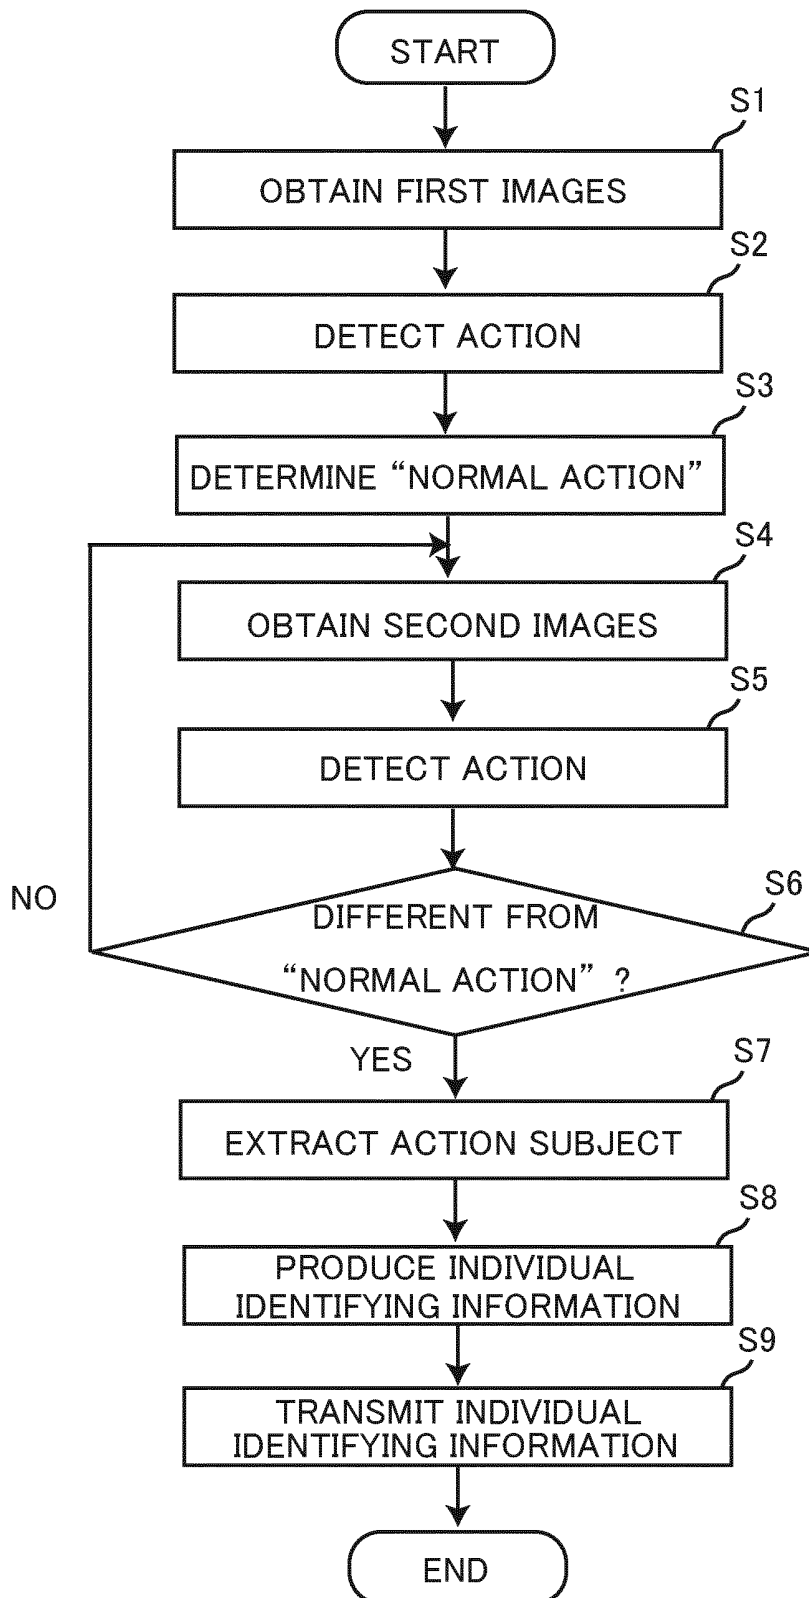 START
S1
OBTAIN FIRST IMAGES
S2
DETECT ACTION
S3
DETERMINE “NORMAL ACTION”
S4
OBTAIN SECOND IMAGES
S5
DETECT ACTION
NO
S6
DIFFERENT FROM
“NORMAL ACTION” ?
YES
S7
EXTRACT ACTION SUBJECT
S8
PRODUCE INDIVIDUAL
IDENTIFYING INFORMATION
S9
TRANSMIT INDIVIDUAL
IDENTIFYING INFORMATION
END